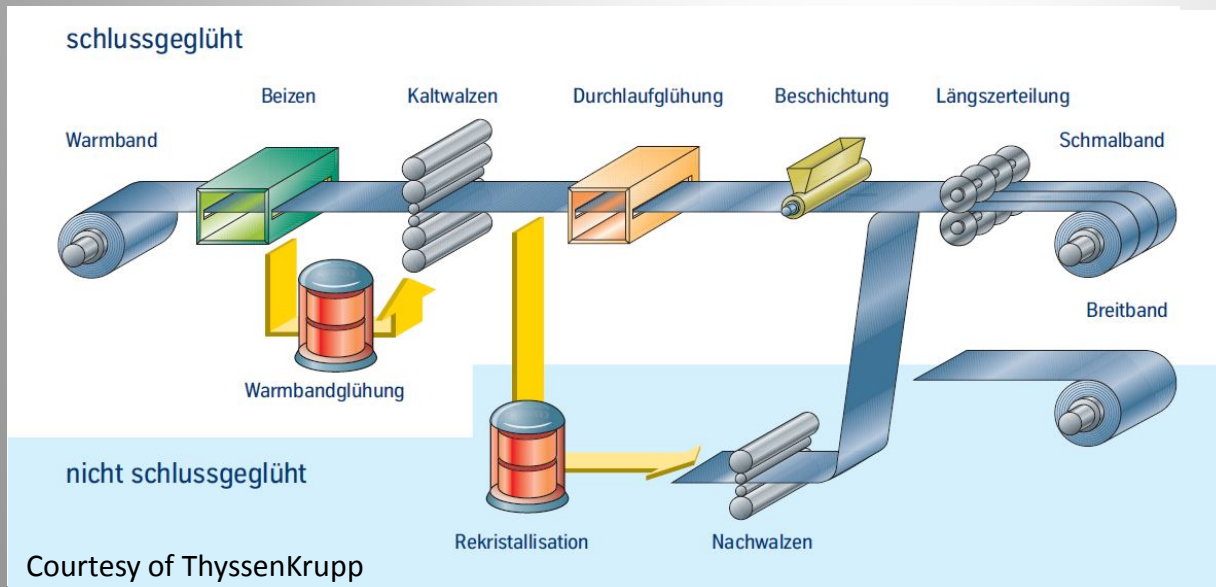 schlussgeglüht
Beizen
Kaltwalzen
Durchlaufglühung
Beschichtung
Längszerteilung
Warmband
Schmalband
Breitband
Warmbandglühung
nicht schlussgeglüht
Rekristallisation
Nachwalzen
Courtesy of ThyssenKrupp